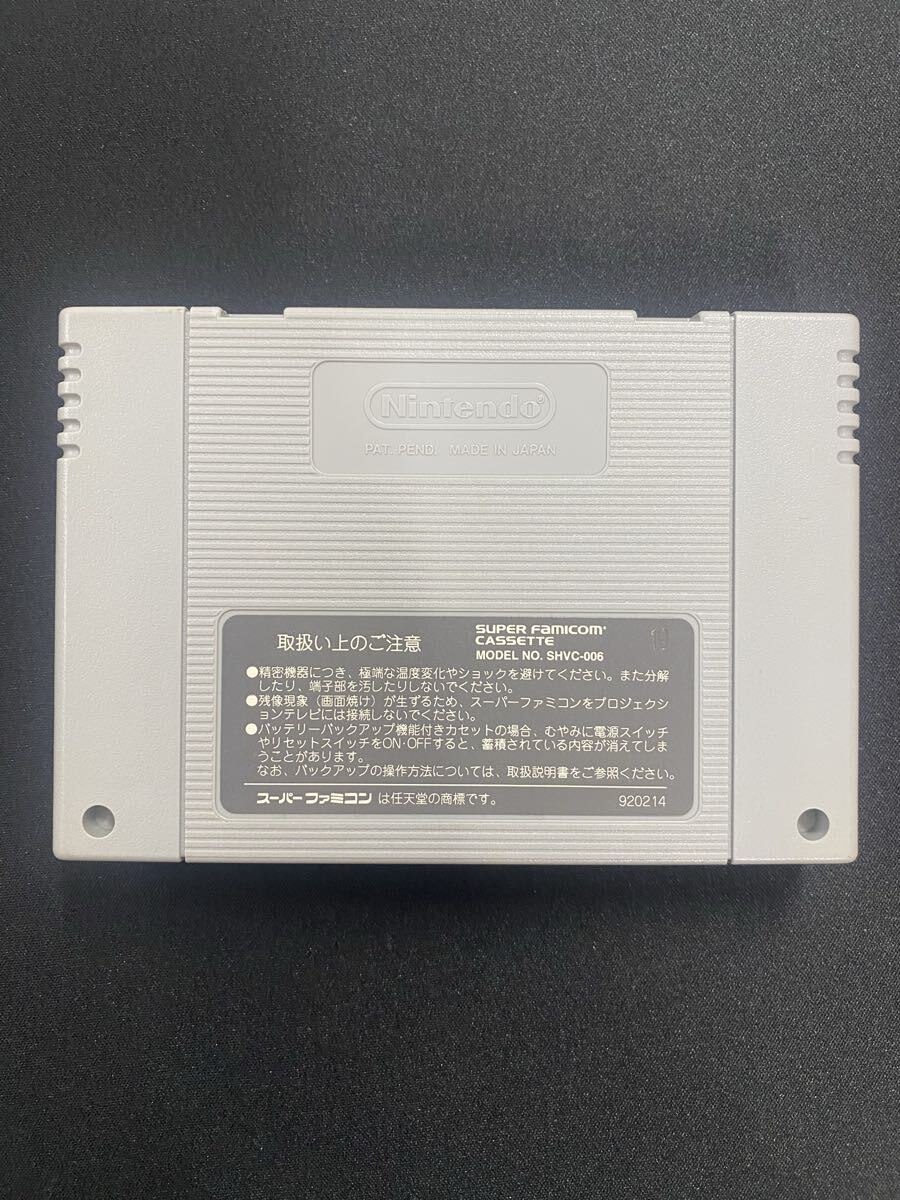 Nintendo
PAT. PEND. MADE IN JAPAN
取扱い上のご注意
SUPER FAMICOM
CASSETTE
MODEL NO. SHVC-006
●精密機器につき、極端な温度変化やショックを避けてください。また分解
したり、端子部を汚したりしないでください。
●残像現象（画面焼け）が生ずるため、スーパーファミコンをプロジェクシ
ョンテレビには接続しないでください。
●バッテリーバックアップ機能付きカセットの場合、むやみに電源スイッチ
やリセットスイッチをON・OFFすると、蓄積されている内容が消えてしま
うことがあります。
なお、バックアップの操作方法については、取扱説明書をご参照ください。
スーパーファミコン は任天堂の商標です。
920214